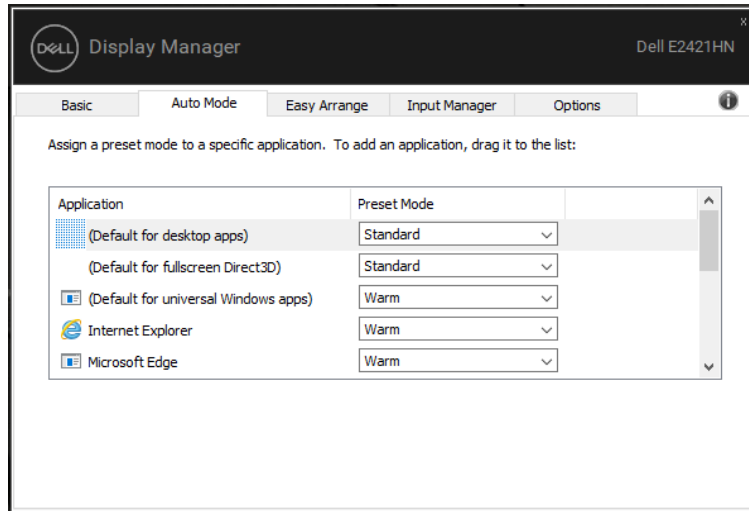 DELL Display Manager Dell E2421HN
Basic Auto Mode Easy Arrange Input Manager Options
Assign a preset mode to a specific application. To add an application, drag it to the list:
Application Preset Mode
(Default for desktop apps) Standard
(Default for fullscreen Direct3D) Standard
(Default for universal Windows apps) Warm
Internet Explorer Warm
Microsoft Edge Warm